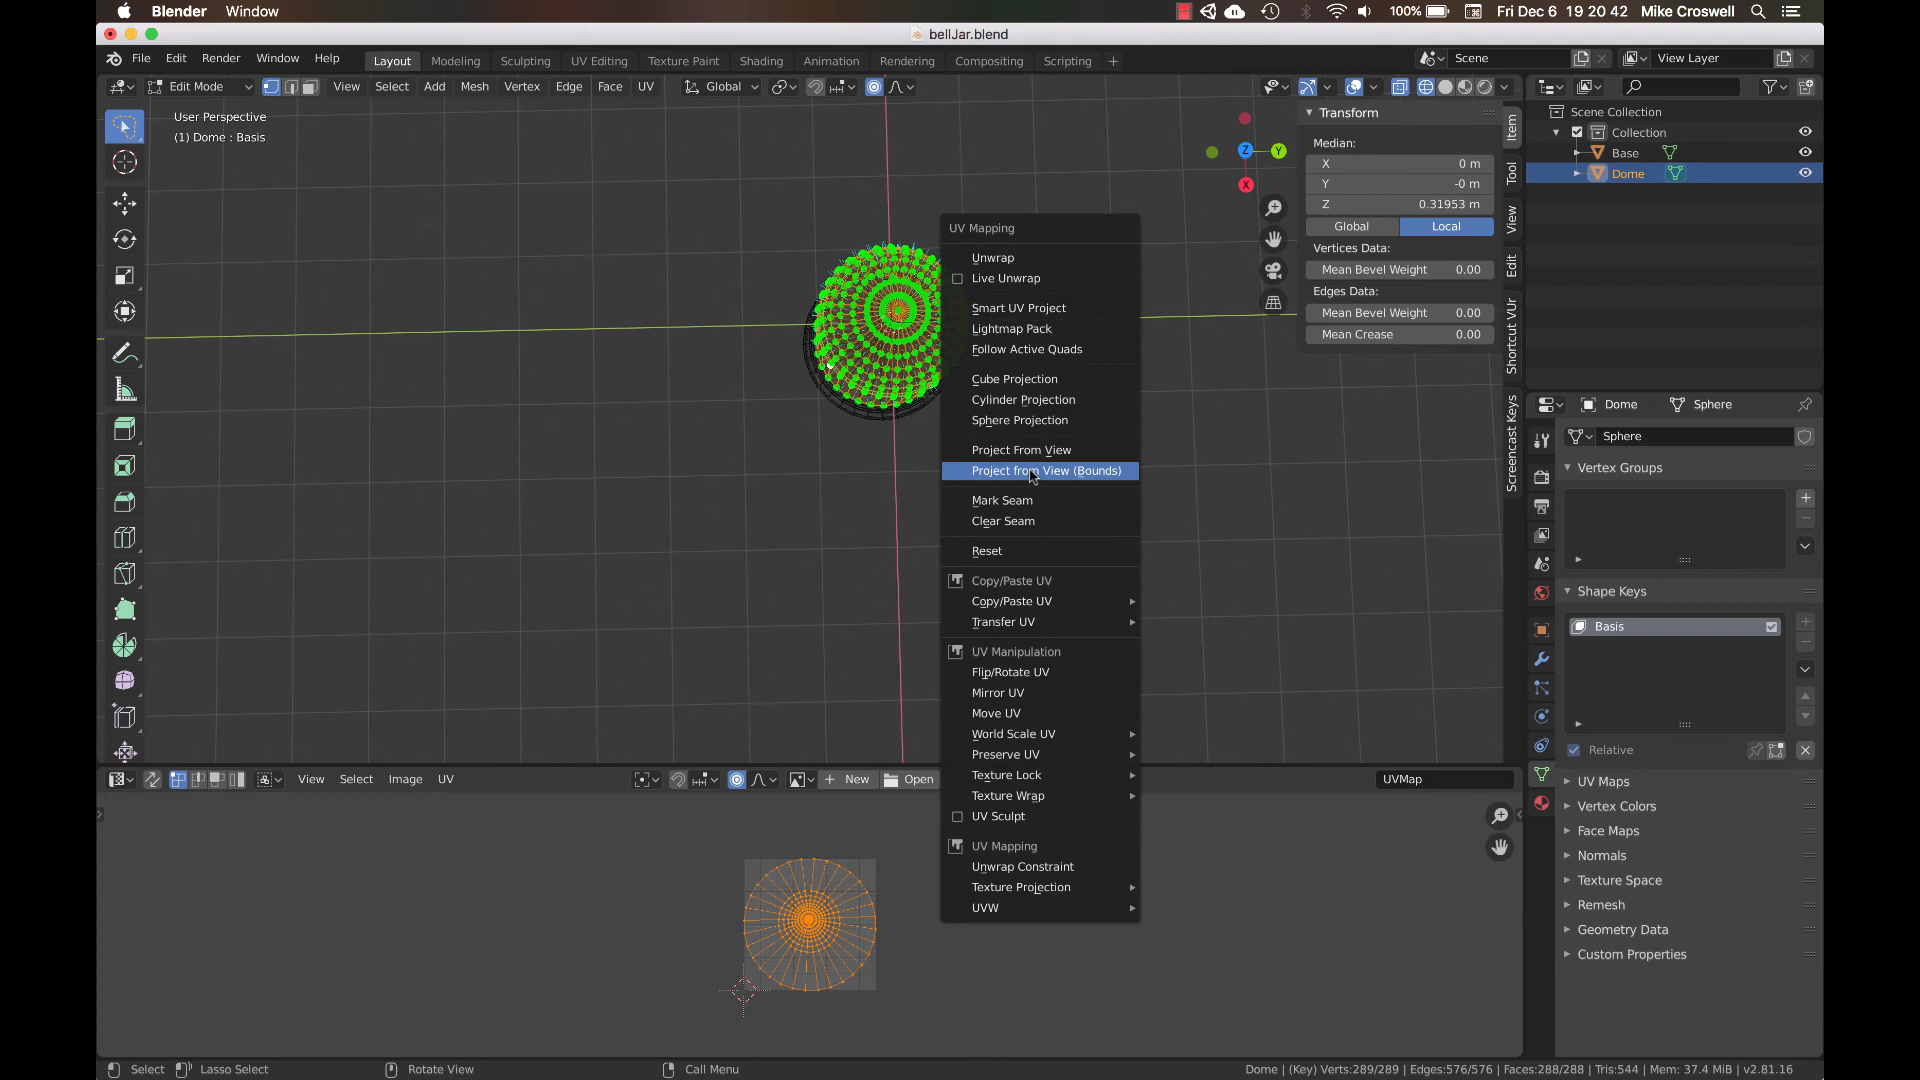 Blender Window 100% Fri Dec 6 19 20 42 Mike Croswell
bellJar.blend
File Edit Render Window Help Layout Modeling Sculpting UV Editing Texture Paint Shading Animation Rendering Compositing Scripting + Scene View Layer
Edit Mode View Select Add Mesh Vertex Edge Face UV Global
User Perspective
(1) Dome : Basis
Z Y X
Transform
Median:
X 0 m
Y -0 m
Z 0.31953 m
Global Local
Vertices Data:
Mean Bevel Weight 0.00
Edges Data:
Mean Bevel Weight 0.00
Mean Crease 0.00
Item
Tool
View
Edit
Shortcut VUr
Screencast Keys
Scene Collection
Collection
Base
Dome
UV Mapping
Unwrap
Live Unwrap
Smart UV Project
Lightmap Pack
Follow Active Quads
Cube Projection
Cylinder Projection
Sphere Projection
Project From View
Project from View (Bounds)
Mark Seam
Clear Seam
Reset
Copy/Paste UV
Copy/Paste UV
Transfer UV
UV Manipulation
Flip/Rotate UV
Mirror UV
Move UV
World Scale UV
Preserve UV
Texture Lock
Texture Wrap
UV Sculpt
UV Mapping
Unwrap Constraint
Texture Projection
UVW
Dome Sphere
Sphere
Vertex Groups
Shape Keys
Basis
Relative
UV Maps
Vertex Colors
Face Maps
Normals
Texture Space
Remesh
Geometry Data
Custom Properties
View Select Image UV + New Open UVMap
Select Lasso Select Rotate View Call Menu Dome | (Key) Verts:289/289 | Edges:576/576 | Faces:288/288 | Tris:544 | Mem: 37.4 MiB | v2.81.16